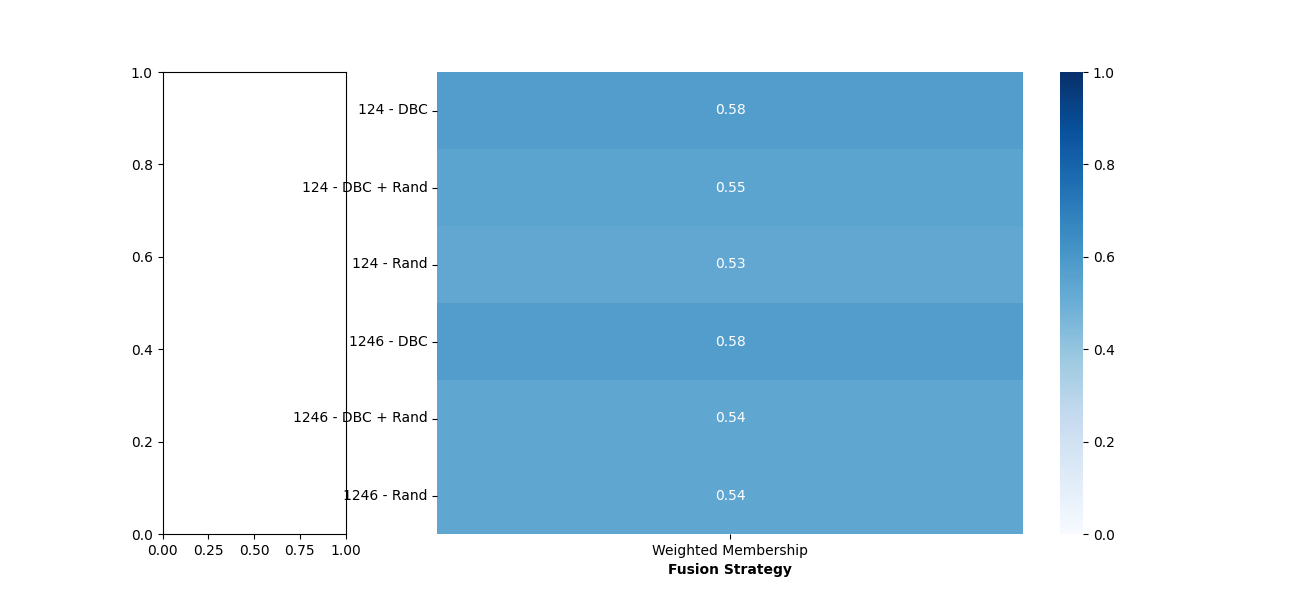 1.0
0.8
0.6
0.4
0.2
0.0
0.00 0.25 0.50 0.75 1.00
124 - DBC 0.58
124 - DBC + Rand 0.55
124 - Rand 0.53
1246 - DBC 0.58
1246 - DBC + Rand 0.54
1246 - Rand 0.54
Weighted Membership
Fusion Strategy
1.0
0.8
0.6
0.4
0.2
0.0